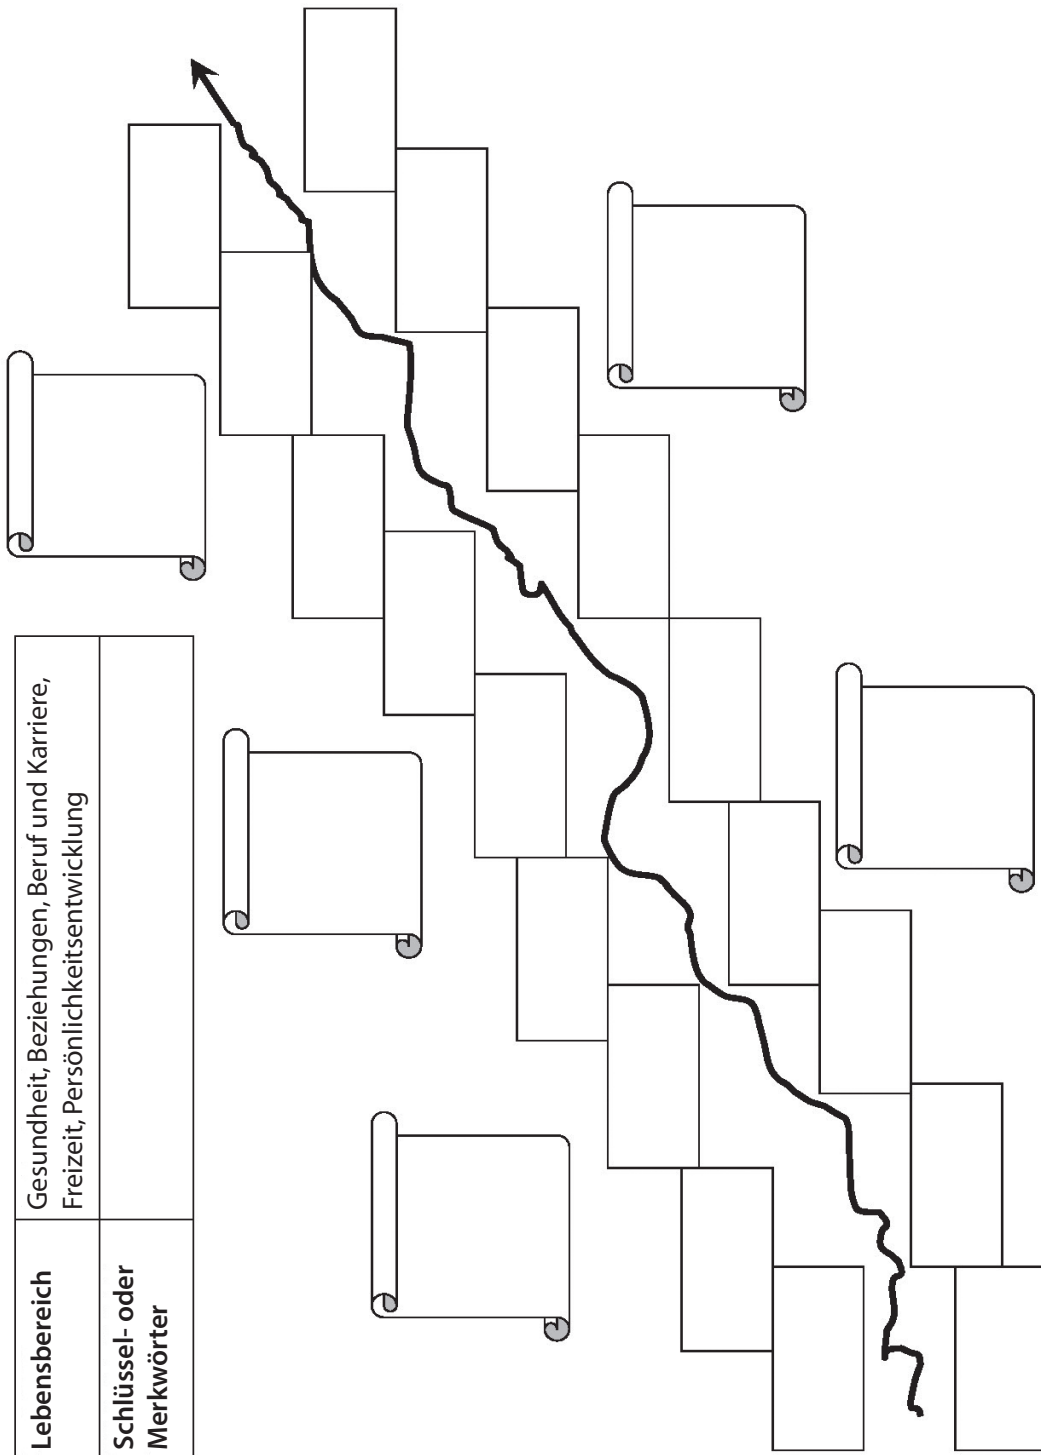 Lebensbereich
Gesundheit, Beziehungen, Beruf und Karriere,
Freizeit, Persönlichkeitsentwicklung
Schlüssel- oder
Merkwörter